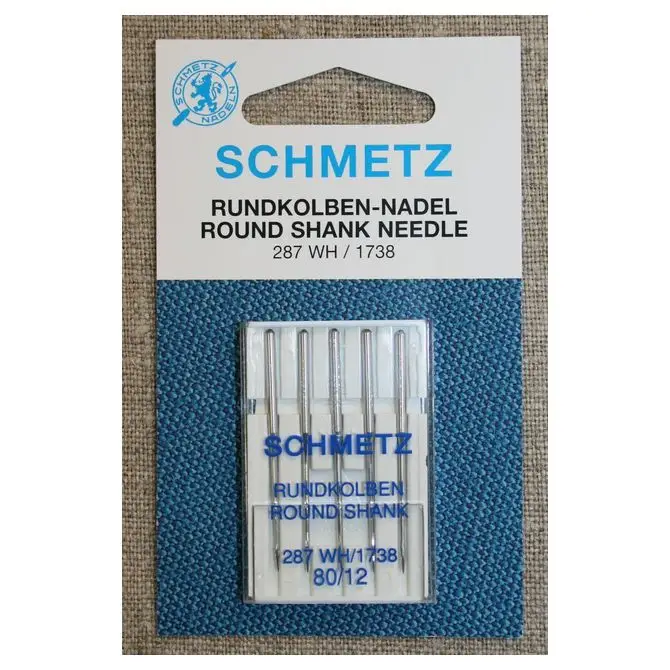 SCHMETZ
NADELN
SCHMETZ
RUNDKOLBEN-NADEL
ROUND SHANK NEEDLE
287 WH / 1738
SCHMETZ
RUNDKOLBEN
ROUND SHANK
287 WH/1738
80/12